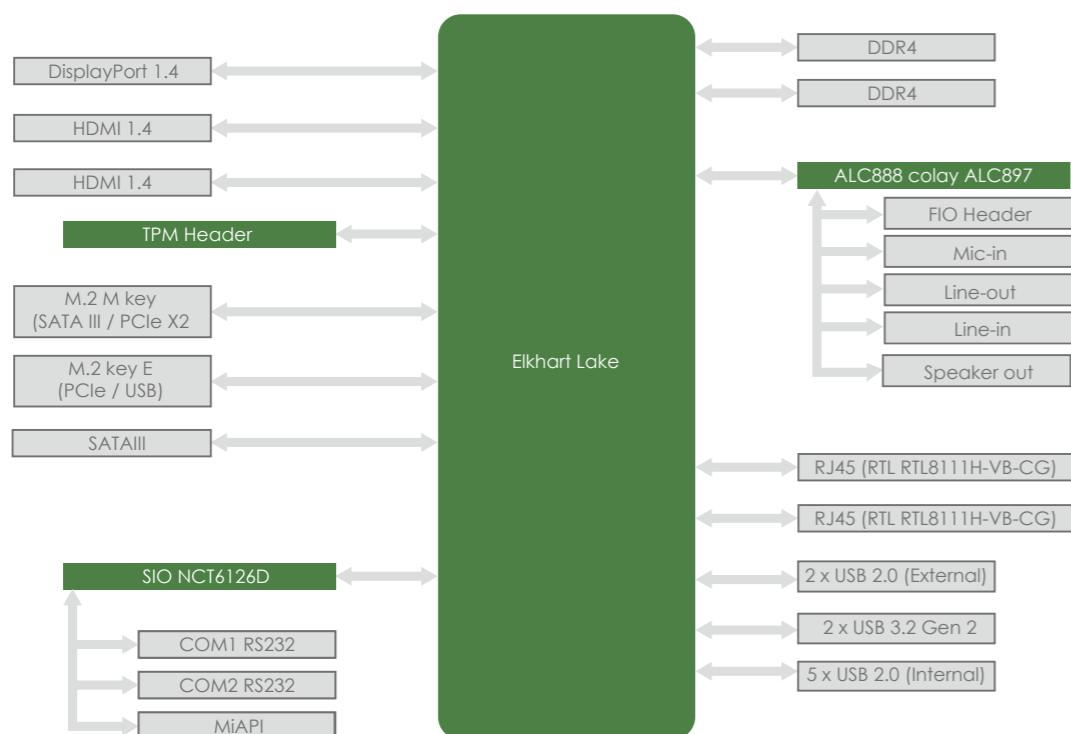 DisplayPort 1.4
HDMI 1.4
HDMI 1.4
TPM Header
M.2 M key
(SATA III / PCIe X2
M.2 key E
(PCIe / USB)
SATAIII
SIO NCT6126D
COM1 RS232
COM2 RS232
MiAPI
Elkhart Lake
DDR4
DDR4
ALC888 colay ALC897
FIO Header
Mic-in
Line-out
Line-in
Speaker out
RJ45 (RTL RTL8111H-VB-CG)
RJ45 (RTL RTL8111H-VB-CG)
2 x USB 2.0 (External)
2 x USB 3.2 Gen 2
5 x USB 2.0 (Internal)